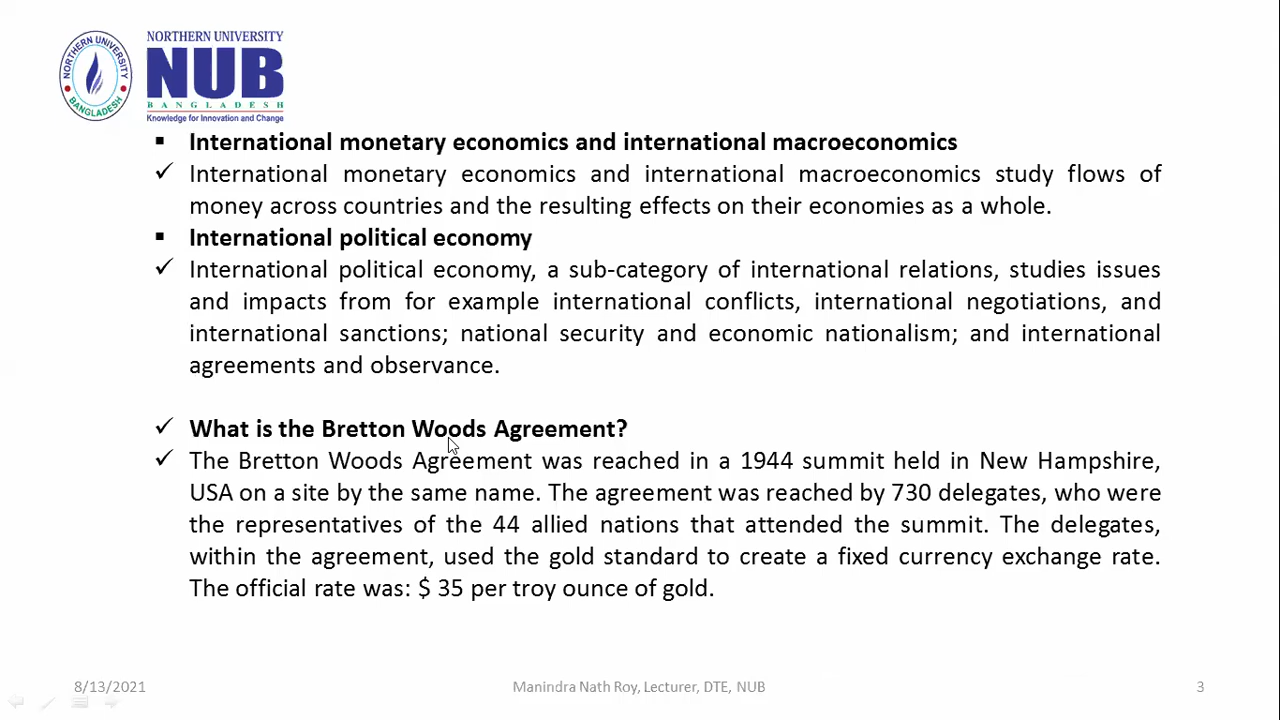 NORTHERN UNIVERSITY
BANGLADESH
NORTHERN UNIVERSITY
NUB
BANGLADESH
Knowledge for Innovation and Change
▪ International monetary economics and international macroeconomics
✓ International monetary economics and international macroeconomics study flows of
money across countries and the resulting effects on their economies as a whole.
▪ International political economy
✓ International political economy, a sub-category of international relations, studies issues
and impacts from for example international conflicts, international negotiations, and
international sanctions; national security and economic nationalism; and international
agreements and observance.
✓ What is the Bretton Woods Agreement?
✓ The Bretton Woods Agreement was reached in a 1944 summit held in New Hampshire,
USA on a site by the same name. The agreement was reached by 730 delegates, who were
the representatives of the 44 allied nations that attended the summit. The delegates,
within the agreement, used the gold standard to create a fixed currency exchange rate.
The official rate was: $ 35 per troy ounce of gold.
8/13/2021
Manindra Nath Roy, Lecturer, DTE, NUB
3